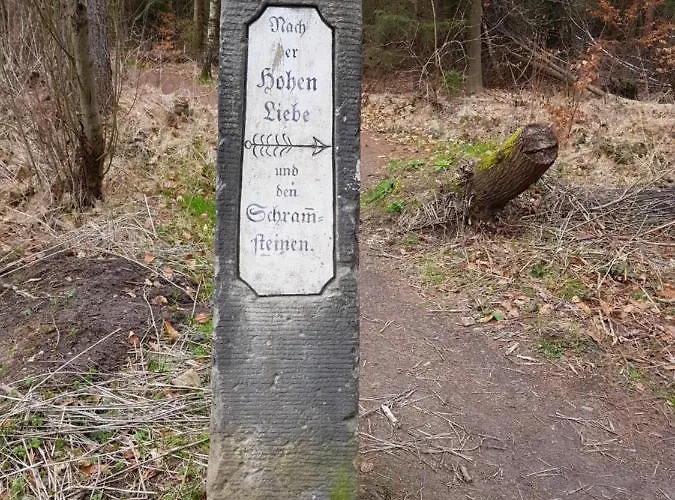 Nach
der
Hohen
Liebe
und
den̄
Schram̄=
steinen.